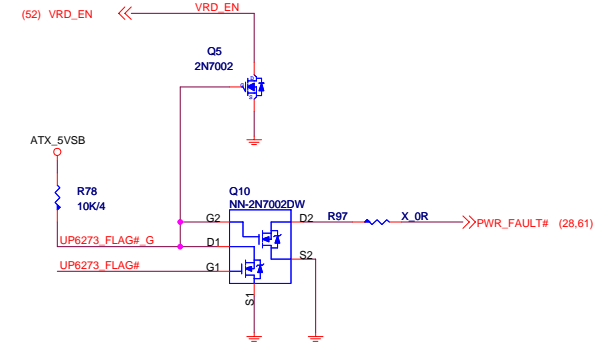 (52) VRD_EN
VRD_EN
Q5
2N7002
ATX_5VSB
R78
10K/4
Q10
NN-2N7002DW
G2
D2
R97
X_0R
PWR_FAULT# (28,61)
UP6273_FLAG#_G
D1
UP6273_FLAG#
G1
S2
S1